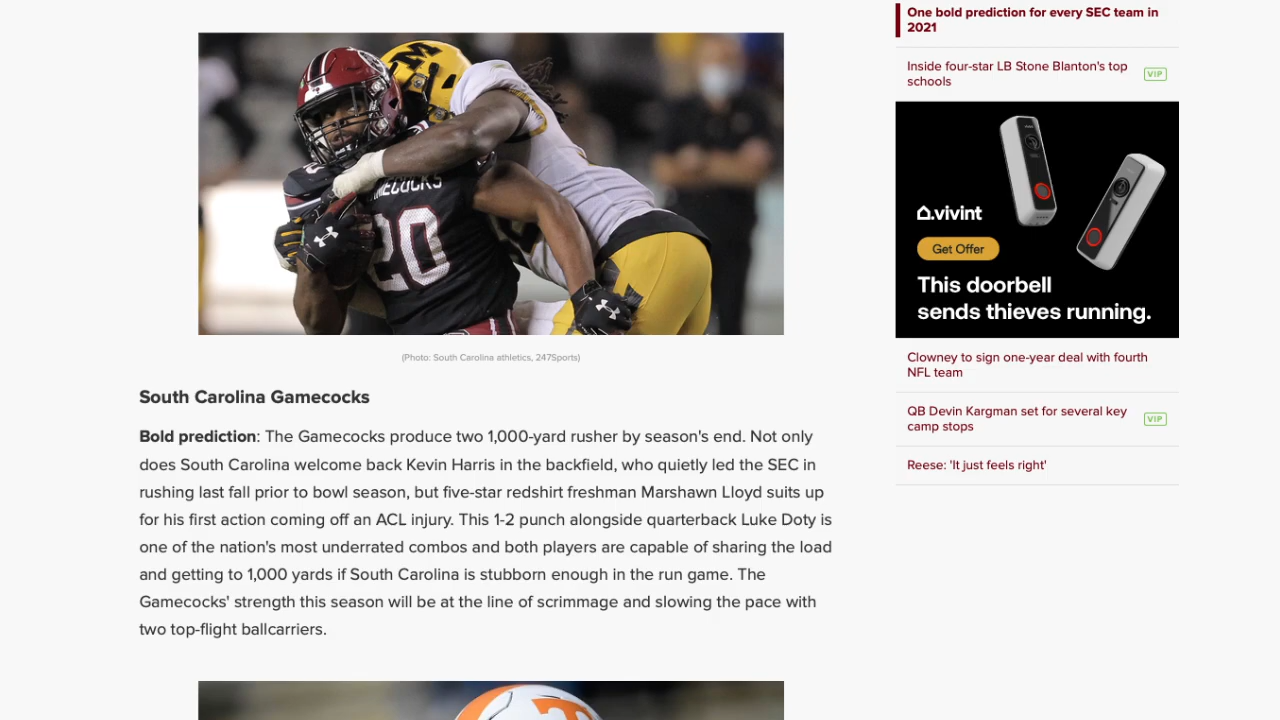 M
GAMECOCKS
20
(Photo: South Carolina athletics, 247Sports)
South Carolina Gamecocks
Bold prediction: The Gamecocks produce two 1,000-yard rusher by season's end. Not only
does South Carolina welcome back Kevin Harris in the backfield, who quietly led the SEC in
rushing last fall prior to bowl season, but five-star redshirt freshman Marshawn Lloyd suits up
for his first action coming off an ACL injury. This 1-2 punch alongside quarterback Luke Doty is
one of the nation's most underrated combos and both players are capable of sharing the load
and getting to 1,000 yards if South Carolina is stubborn enough in the run game. The
Gamecocks' strength this season will be at the line of scrimmage and slowing the pace with
two top-flight ballcarriers.
T
One bold prediction for every SEC team in
2021
Inside four-star LB Stone Blanton's top
schools
VIP
vivint
Get Offer
This doorbell
sends thieves running.
Clowney to sign one-year deal with fourth
NFL team
QB Devin Kargman set for several key
camp stops
VIP
Reese: 'It just feels right'